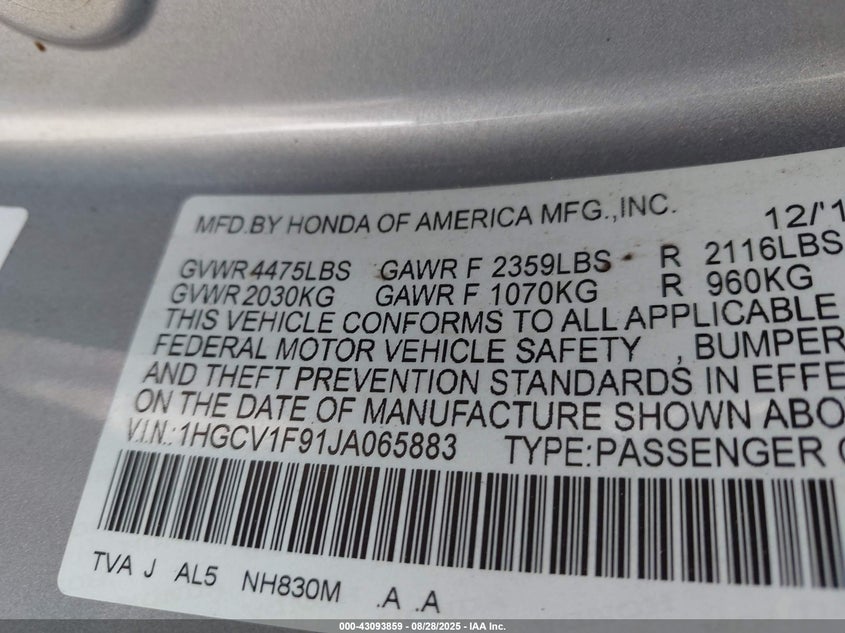 MFD.BY HONDA OF AMERICA MFG.,INC. 12/'1
GVWR 4475LBS GAWR F 2359LBS R 2116LBS
GVWR 2030KG GAWR F 1070KG R 960KG
THIS VEHICLE CONFORMS TO ALL APPLICABLE
FEDERAL MOTOR VEHICLE SAFETY , BUMPER
AND THEFT PREVENTION STANDARDS IN EFFE
ON THE DATE OF MANUFACTURE SHOWN ABO
V.I.N.: 1HGCV1F91JA065883 TYPE:PASSENGER C
TVA J AL5 NH830M .A .A
000-43093859 - 08/28/2025 - IAA Inc.